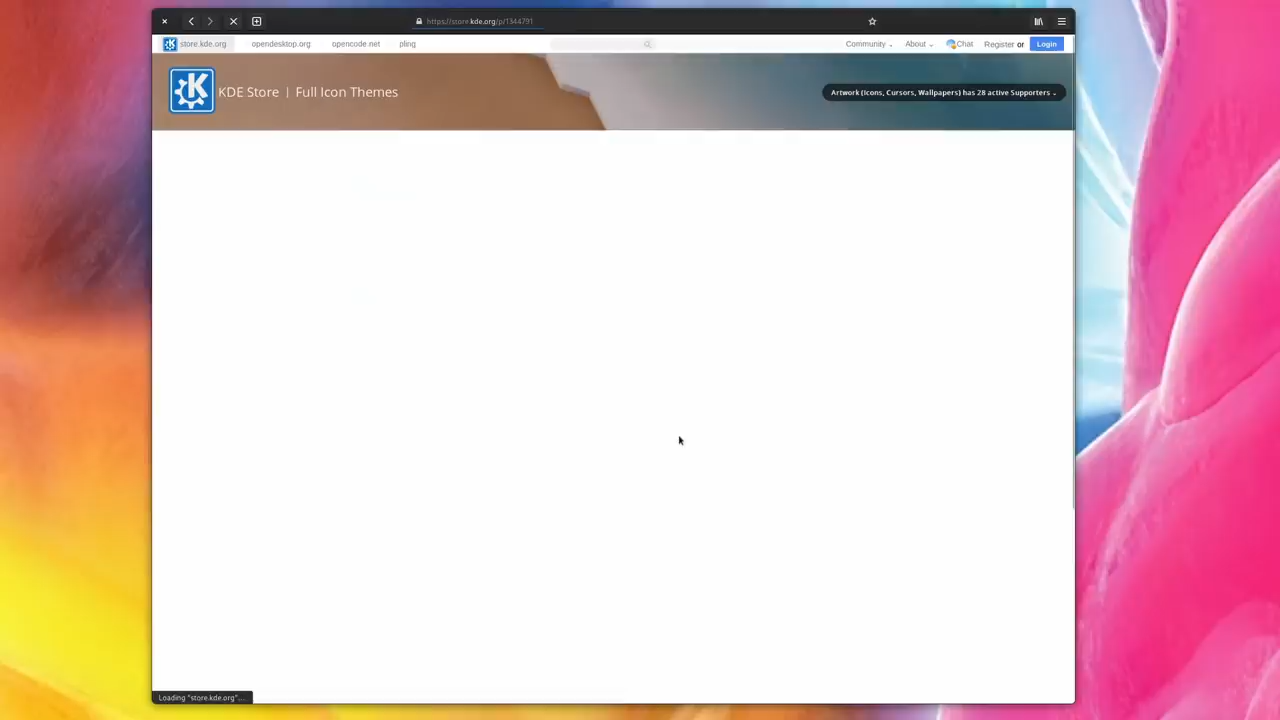 https://store.kde.org/p/1344791
store.kde.org opendesktop.org opencode.net pling Community About Chat Register or Login
KDE Store | Full Icon Themes
Artwork (Icons, Cursors, Wallpapers) has 28 active Supporters
Loading "store.kde.org"...